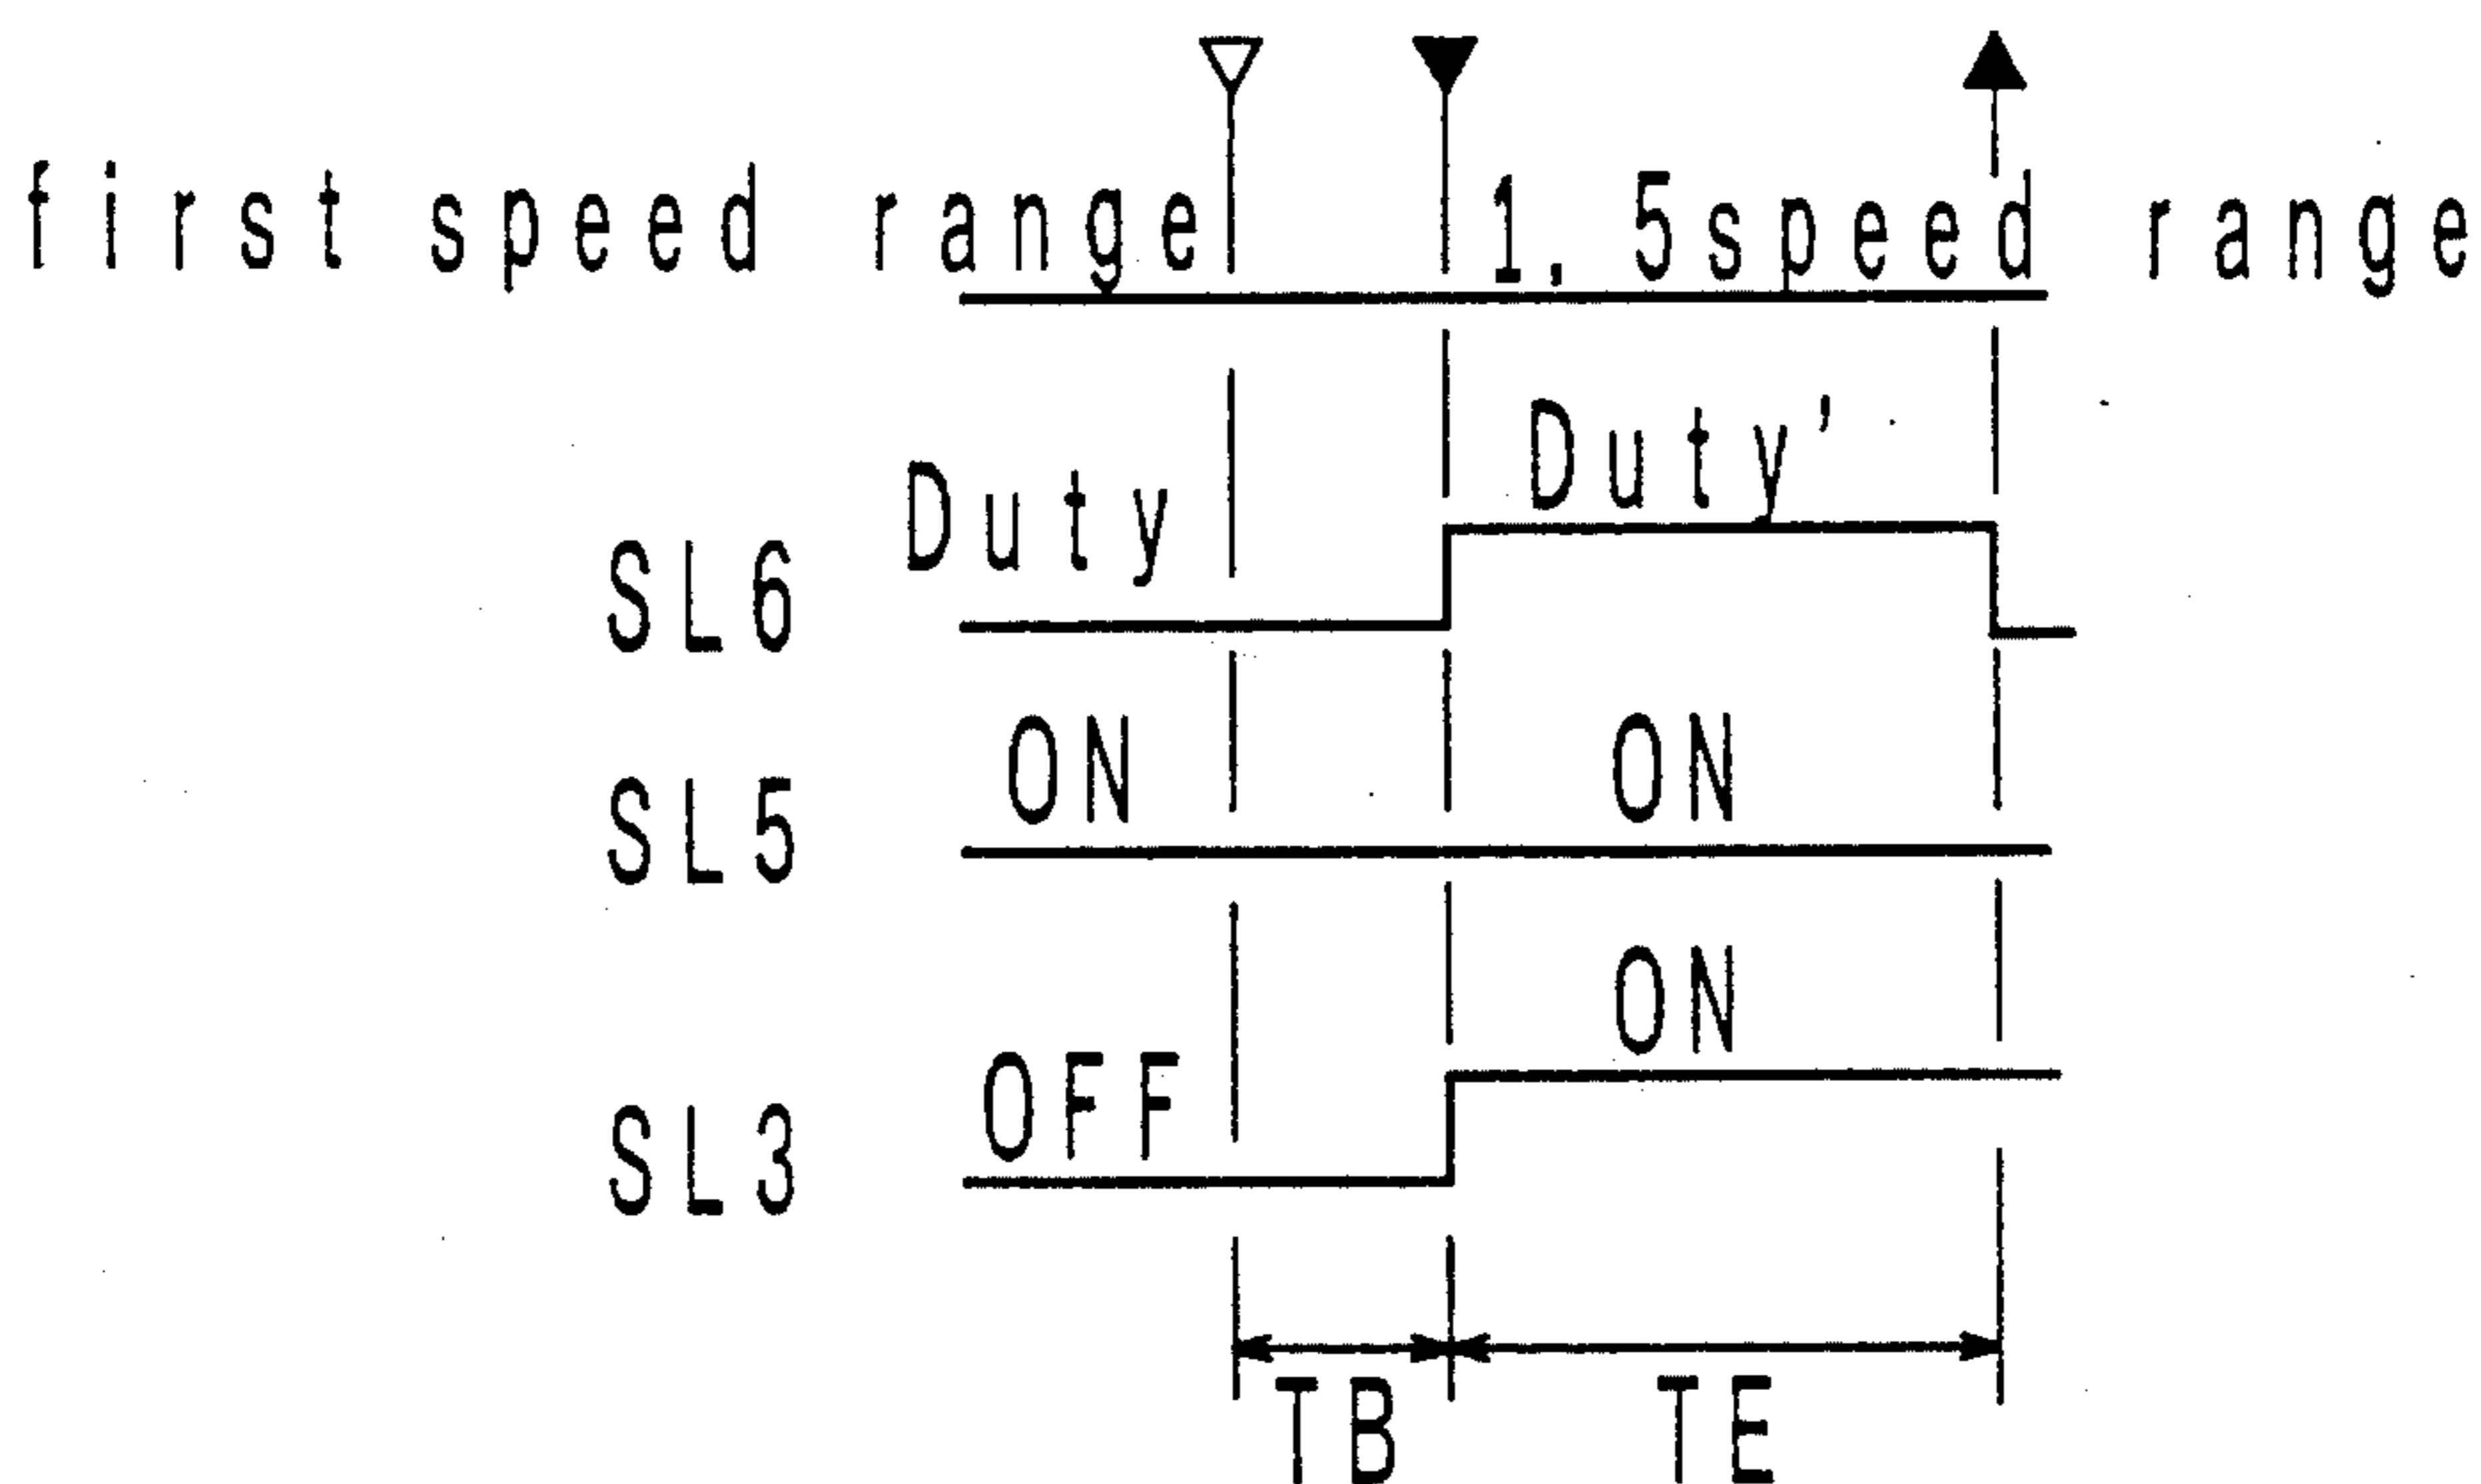 first speed range 1. 5speed range
Duty Duty'
SL6
ON ON
SL5
ON
OFF
SL3
TB TE